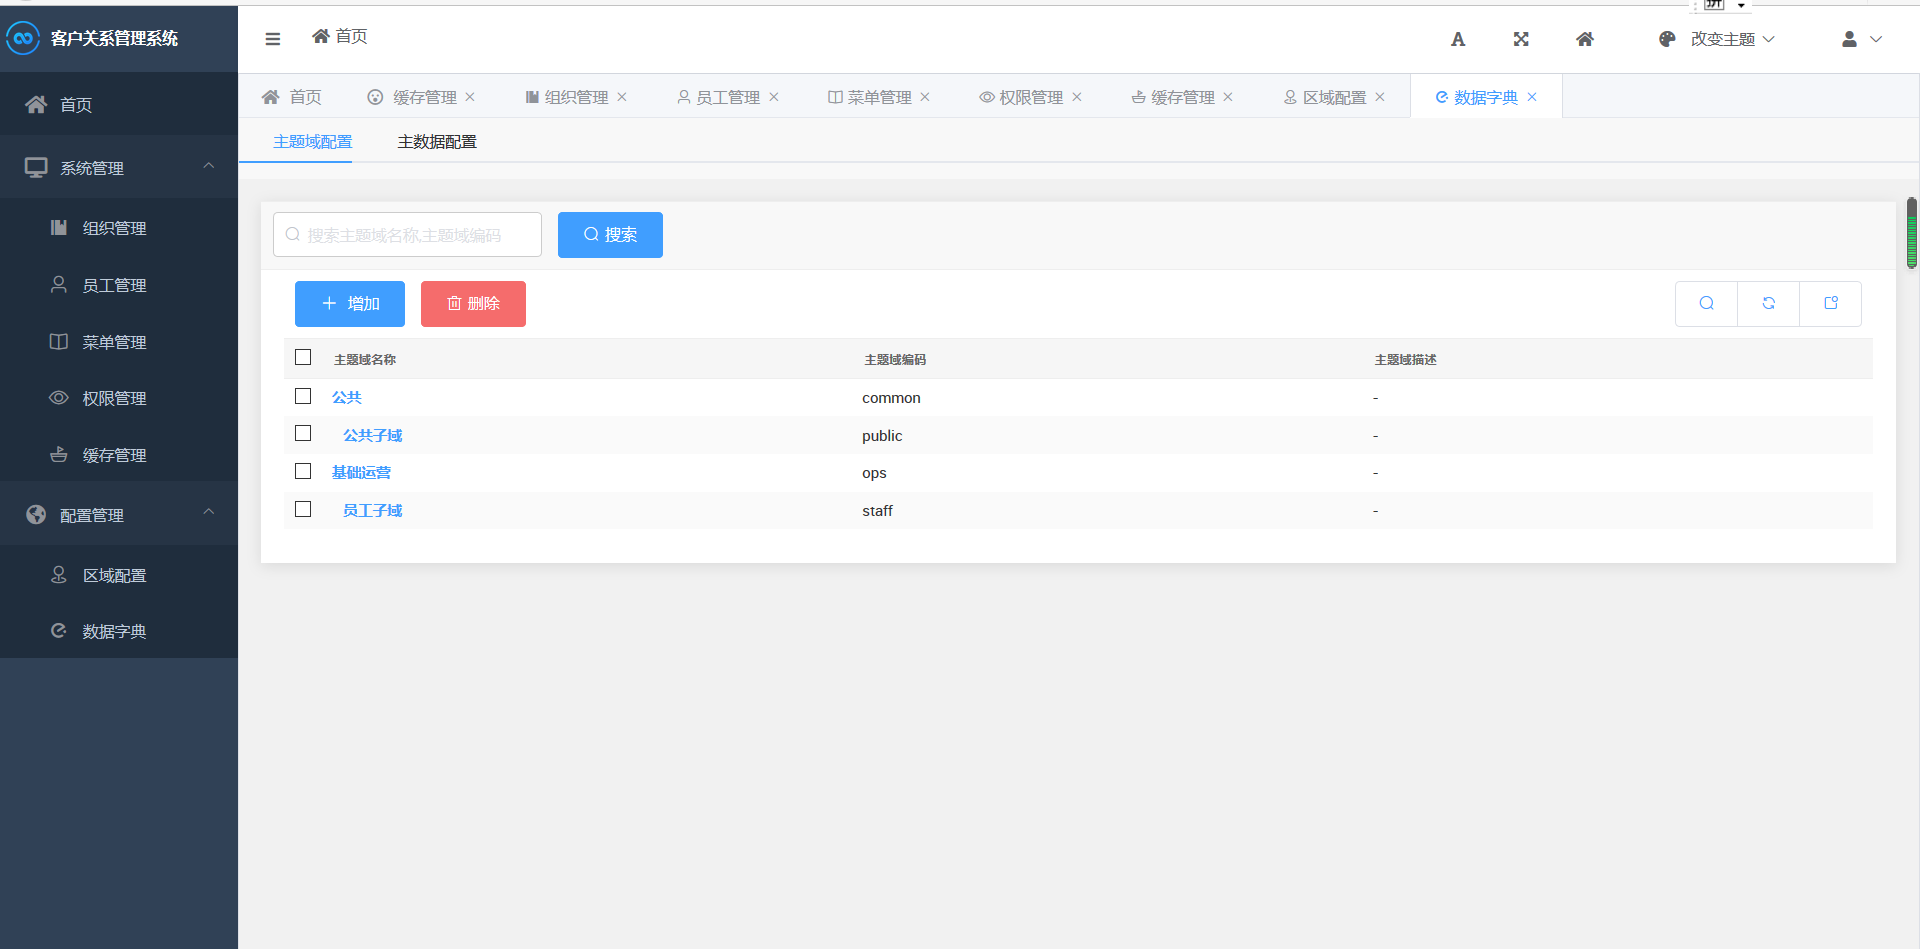 客户关系管理系统
首页
系统管理
组织管理
员工管理
菜单管理
权限管理
缓存管理
配置管理
区域配置
数据字典
首页
A
改变主题
首页 缓存管理 组织管理 员工管理 菜单管理 权限管理 缓存管理 区域配置 数据字典
主题域配置 主数据配置
搜索主题域名称,主题域编码 搜索
增加 删除
主题域名称 主题域编码 主题域描述
公共 common -
公共子域 public -
基础运营 ops -
员工子域 staff -